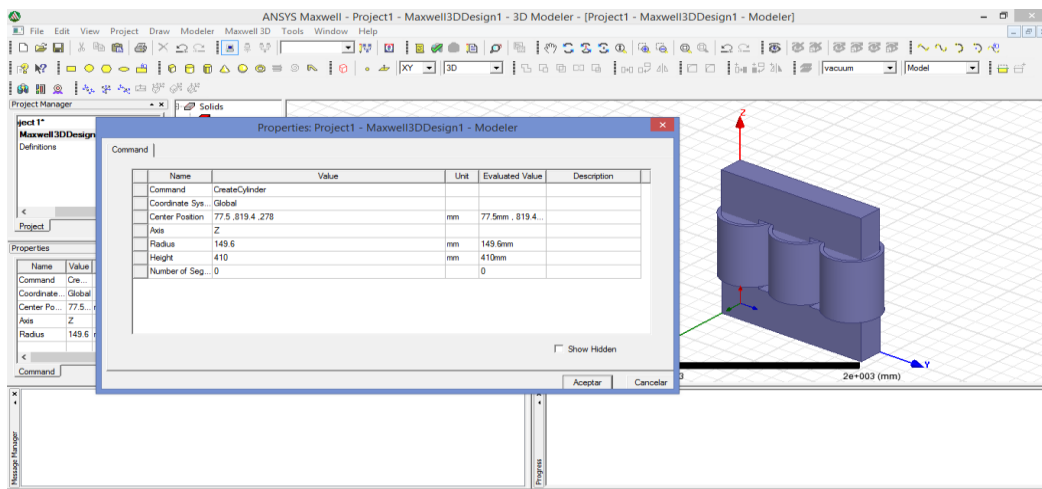 ANSYS Maxwell - Project1 - Maxwell3DDesign1 - 3D Modeler - [Project1 - Maxwell3DDesign1 - Modeler]
File Edit View Project Draw Modeler Maxwell 3D Tools Window Help
XY 3D vacuum Model
Project Manager
Solids
ject1*
Maxwell3DDesign
Definitions
Project
Properties
Name Value
Command Cre...
Coordinate... Global
Center Po... 77.5...
Axis Z
Radius 149.6
Command
Properties: Project1 - Maxwell3DDesign1 - Modeler
Command
Name Value Unit Evaluated Value Description
Command CreateCylinder
Coordinate Sys... Global
Center Position 77.5 ,819.4 ,278 mm 77.5mm , 819.4...
Axis Z
Radius 149.6 mm 149.6mm
Height 410 mm 410mm
Number of Seg... 0 0
Show Hidden
Aceptar Cancelar
Z
Y
2e+003 (mm)
Message Manager
Progress